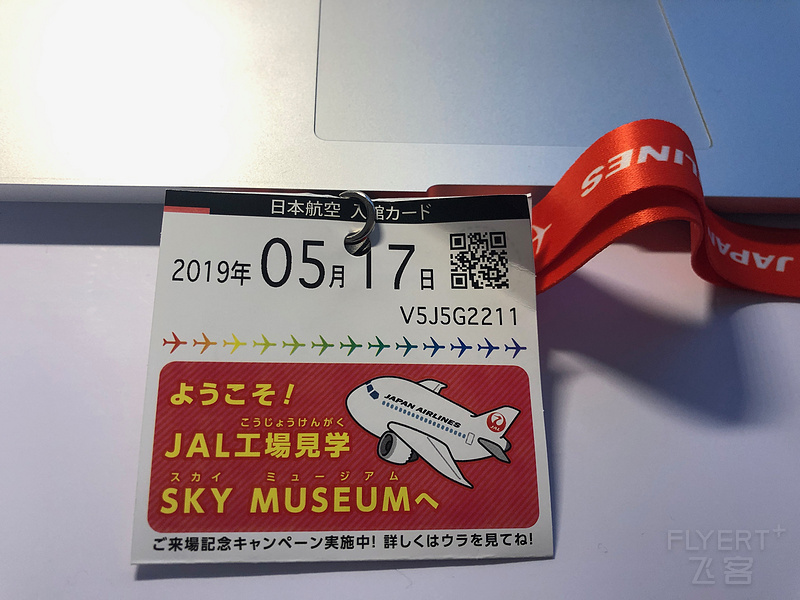 日本航空 入館カード
2019年05月17日
V5J5G2211
ようこそ!
こうじょうけんがく
JAL工場見学
スカイ ミュージアム
SKY MUSEUMへ
JAPAN AIRLINES
JAL
ご来場記念キャンペーン実施中! 詳しくはウラを見てね!
LINES
JAPAN
FLYERT+
飞客